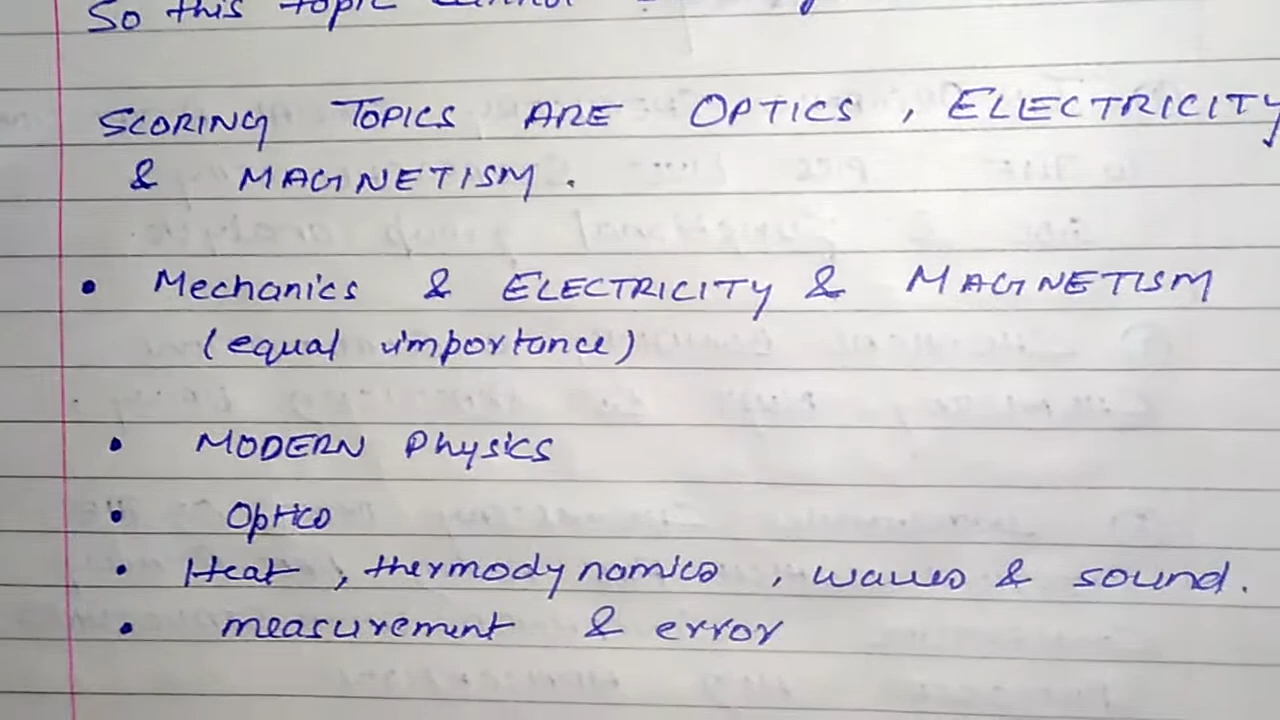 So this topic cannot
SCORING TOPICS ARE OPTICS, ELECTRICITY
& MAGNETISM.
• Mechanics & ELECTRICITY & MAGNETISM
(equal importance)
• MODERN Physics
• Optics
• Heat, thermodynamics, waves & sound.
• measurement & error